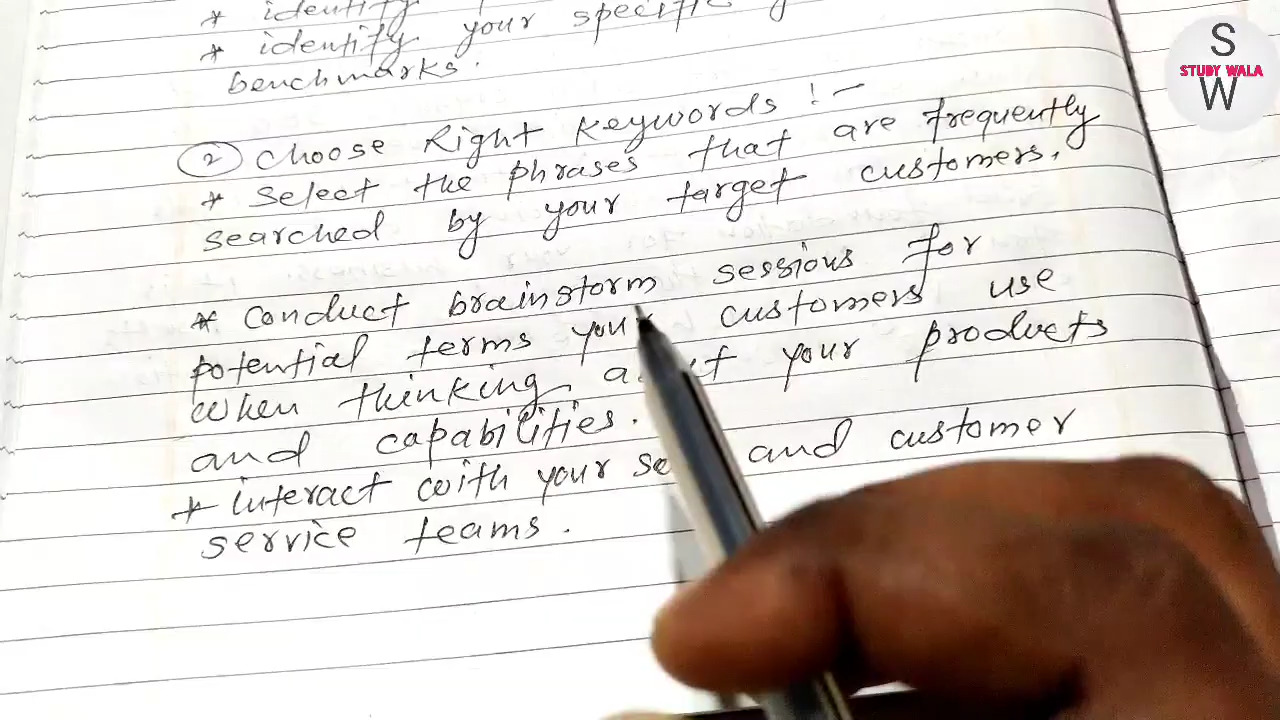 * identify
* identify your specific
benchmarks.
② Choose Right Keywords :-
* Select the phrases that are frequently
searched by your target customers.
* Conduct brainstorm sessions for
potential terms your customers use
when thinking your products
and capabilities.
* interact with your and customer
service teams.
S
STUDY WALA
W